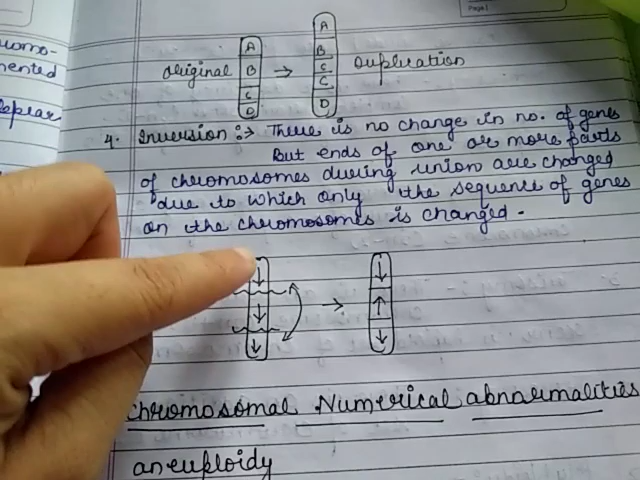 Page
omo-
mented
A
A
B
original
B
C
Duplication
C
C
D
D
4. Inversion :→ There is no change in no. of genes
But ends of one or more parts
of chromosomes during union are changed
due to which only the sequence of genes
on the chromosomes is changed.
Chromosomal Numerical abnormalities
aneuploidy